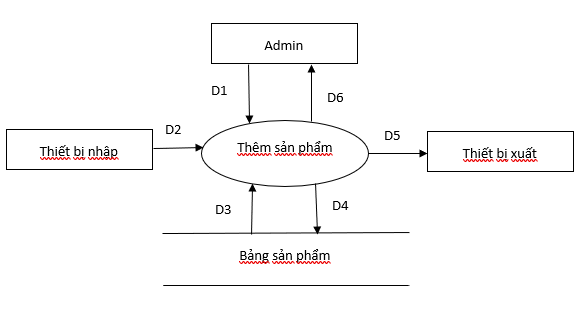 Admin
D1
D6
D2
D5
Thiết bị nhập
Thêm sản phẩm
Thiết bị xuất
D3
D4
Bảng sản phẩm